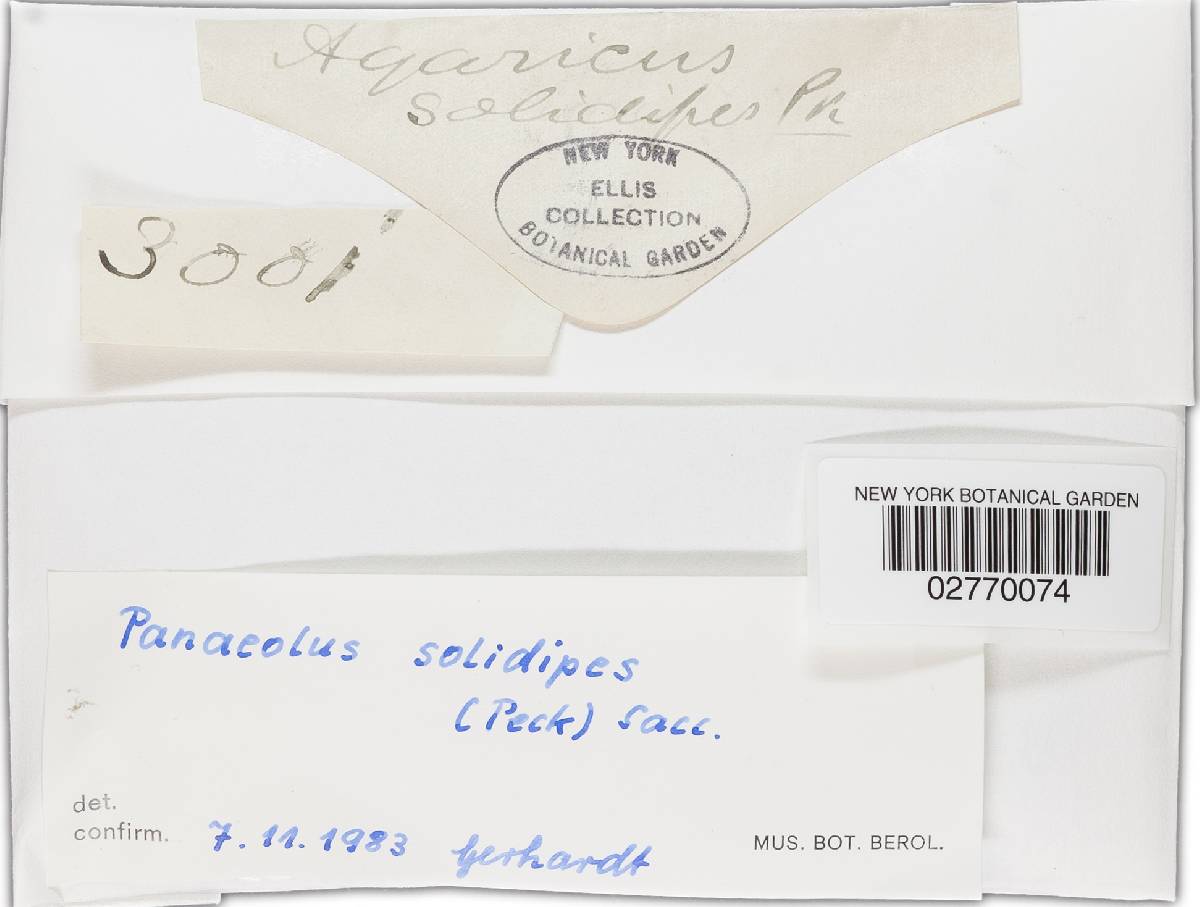 Agaricus
solidipes Pk
NEW YORK
ELLIS
COLLECTION
BOTANICAL GARDEN
3001
NEW YORK BOTANICAL GARDEN
02770074
Panaeolus solidipes
(Peck) Sacc.
det.
confirm. 7.11.1983 Gerhardt
MUS. BOT. BEROL.